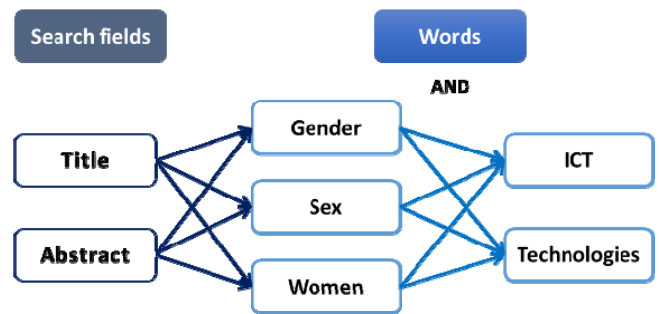 Search fields
Words
AND
Title
Abstract
Gender
Sex
Women
ICT
Technologies